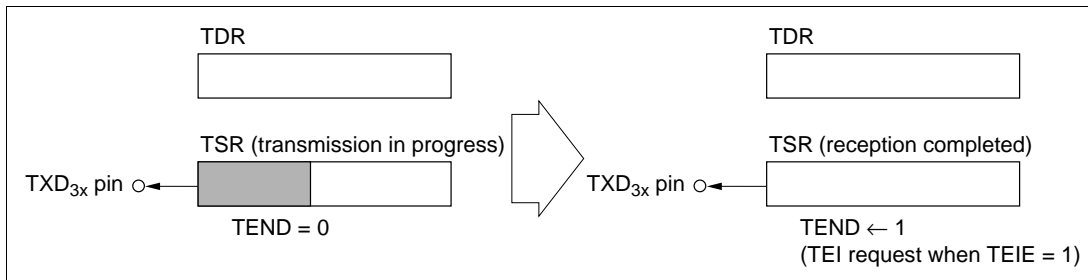 TDR
TSR (transmission in progress)
TXD3x pin
TEND = 0
TDR
TSR (reception completed)
TXD3x pin
TEND ← 1
(TEI request when TEIE = 1)